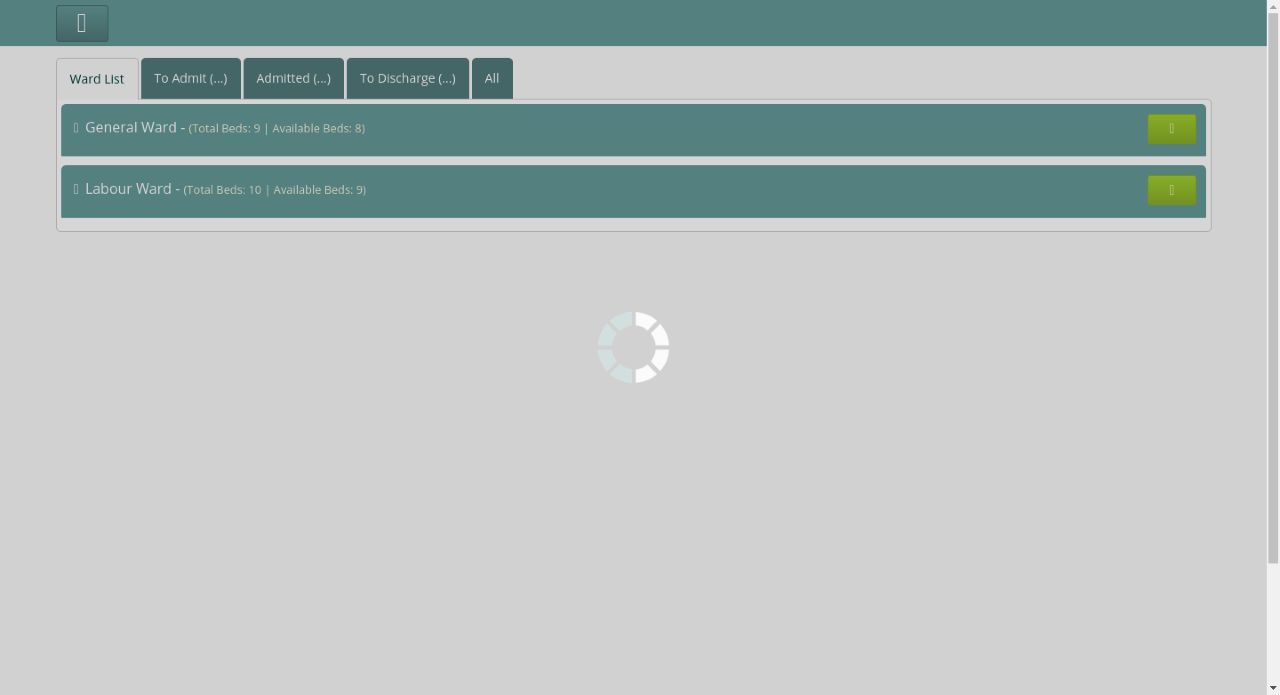 Ward List
To Admit (...)
Admitted (...)
To Discharge (...)
All
General Ward - (Total Beds: 9 | Available Beds: 8)
Labour Ward - (Total Beds: 10 | Available Beds: 9)